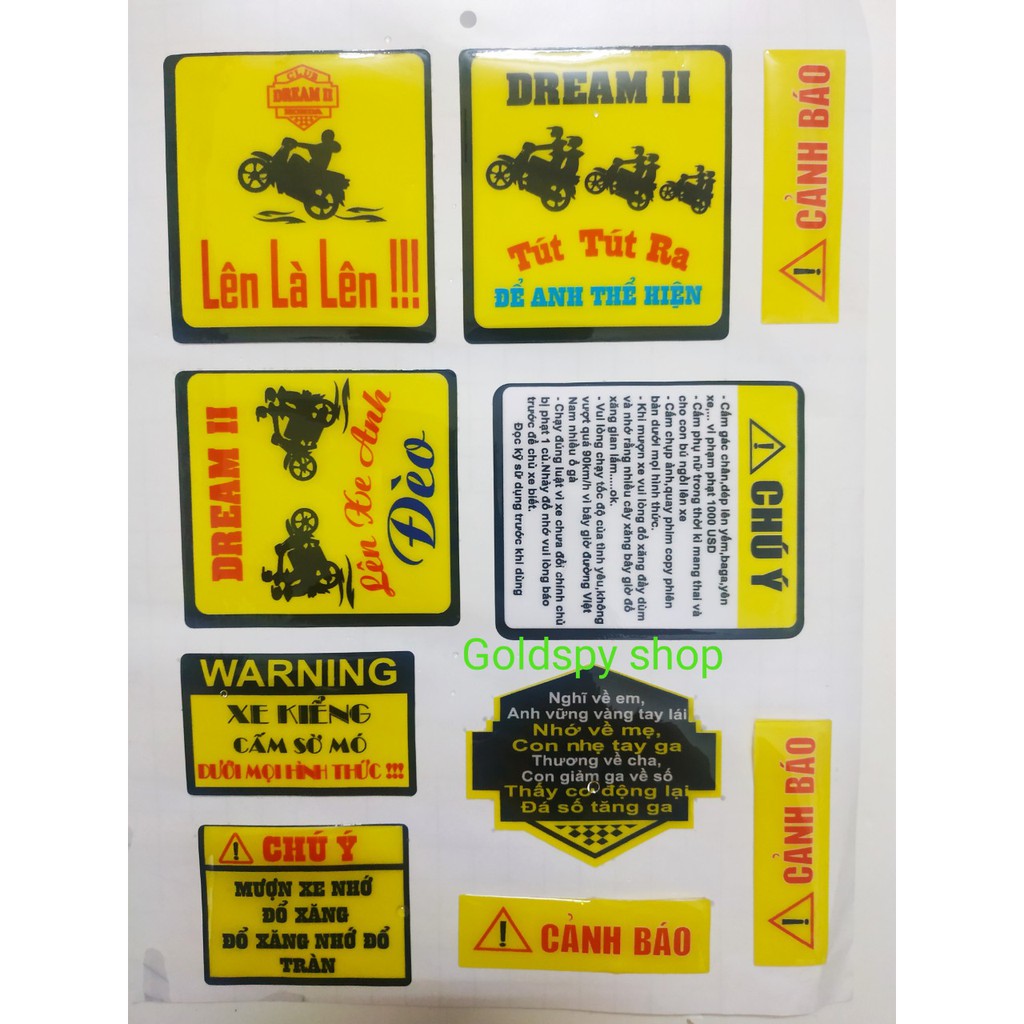 CLUB
DREAM II
HONDA
Lên Là Lên !!!
DREAM II
Tút Tút Ra
ĐỂ ANH THỂ HIỆN
CẢNH BÁO
DREAM II
Lên Xe Anh
Đèo
CHÚ Ý
- Cấm gác chân,dép lên yếm,baga,yên
xe,... vi phạm phạt 1000 USD
- Cấm phụ nữ trong thời kì mang thai và
cho con bú ngồi lên xe
- Cấm chụp ảnh,quay phim copy phiên
bản dưới mọi hình thức.
- Khi mượn xe vui lòng đổ xăng đầy dùm
và nhớ rằng nhiều cây xăng bây giờ đổ
xăng gian lắm.....ok.
- Vui lòng chạy tốc độ của tình yêu,không
vượt quá 90km/h vì bây giờ đường Việt
Nam nhiều ổ gà
- Chạy đúng luật vì xe chưa đổi chính chủ
bị phạt 1 củ.Nhảy đồ nhớ vui lòng báo
trước để chủ xe biết.
Đọc kỹ sử dụng trước khi dùng
Goldspy shop
WARNING
XE KIỂNG
CẤM SỜ MÓ
DƯỚI MỌI HÌNH THỨC !!!
Nghĩ về em,
Anh vững vàng tay lái
Nhớ về mẹ,
Con nhẹ tay ga
Thương về cha,
Con giảm ga về số
Thấy cơ động lại
Đá số tăng ga
CẢNH BÁO
CHÚ Ý
MƯỢN XE NHỚ
ĐỔ XĂNG
ĐỔ XĂNG NHỚ ĐỔ
TRÀN
CẢNH BÁO